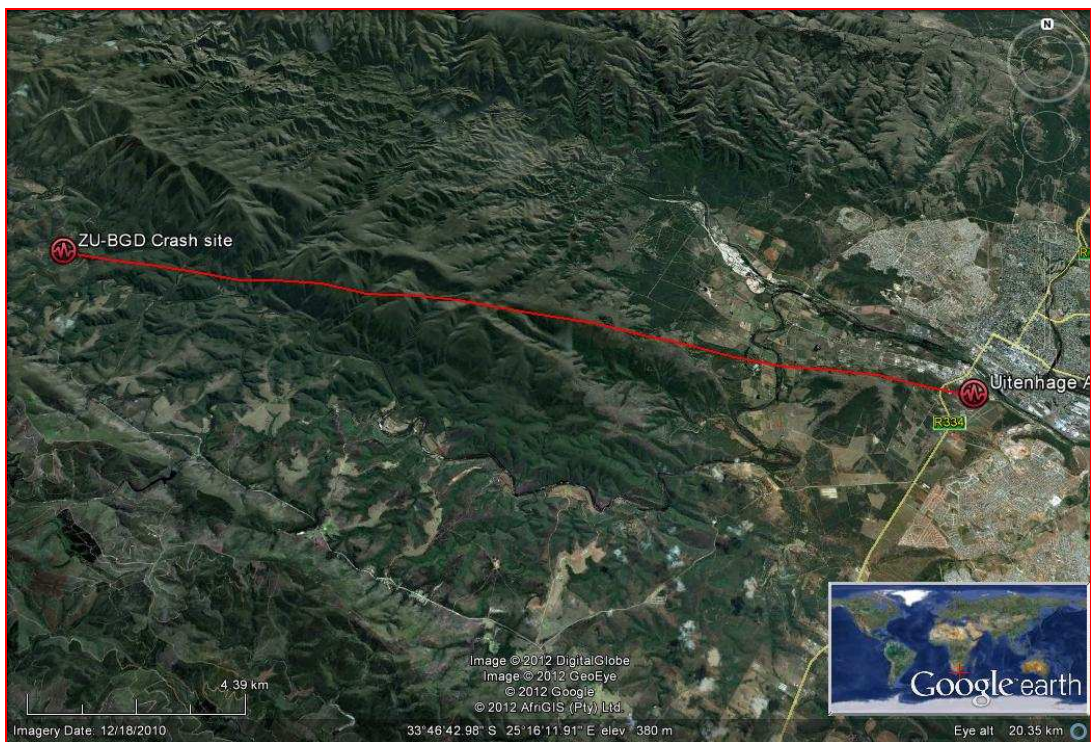 N
ZU-BGD Crash site
Uitenhage A
R334
Image © 2012 DigitalGlobe
Image © 2012 GeoEye
© 2012 Google
© 2012 AfriGIS (Pty) Ltd.
Google earth
4.39 km
Imagery Date: 12/18/2010
33°46'42.98" S 25°16'11.91" E elev 380 m
Eye alt 20.35 km